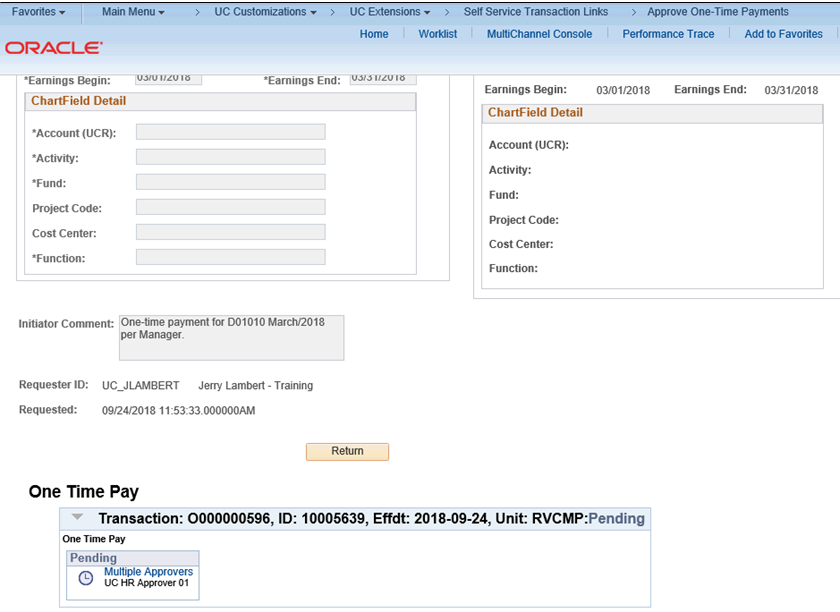 Favorites Main Menu > UC Customizations > UC Extensions > Self Service Transaction Links > Approve One-Time Payments
ORACLE®
Home Worklist MultiChannel Console Performance Trace Add to Favorites
*Earnings Begin: 03/01/2018 *Earnings End: 03/31/2018
ChartField Detail
*Account (UCR):
*Activity:
*Fund:
Project Code:
Cost Center:
*Function:
Earnings Begin: 03/01/2018 Earnings End: 03/31/2018
ChartField Detail
Account (UCR):
Activity:
Fund:
Project Code:
Cost Center:
Function:
Initiator Comment: One-time payment for D01010 March/2018
per Manager.
Requester ID: UC_JLAMBERT Jerry Lambert - Training
Requested: 09/24/2018 11:53:33.000000AM
Return
One Time Pay
Transaction: O000000596, ID: 10005639, Effdt: 2018-09-24, Unit: RVCMP:Pending
One Time Pay
Pending
Multiple Approvers
UC HR Approver 01